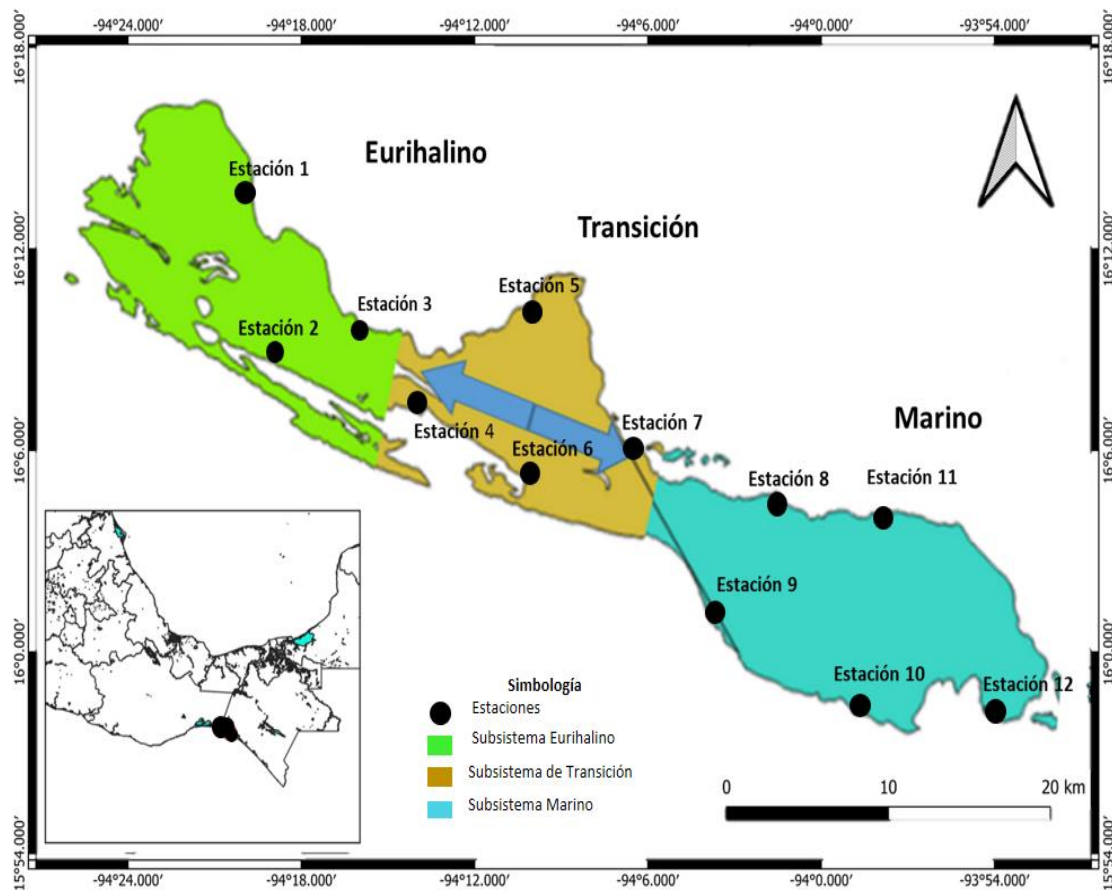 -94°24.000'
-94°18.000'
-94°12.000'
-94°6.000'
-94°0.000'
-93°54.000'
16°18.000'
16°18.000'
Eurihalino
Estación 1
Transición
16°12.000'
16°12.000'
Estación 5
Estación 3
Estación 2
Marino
Estación 7
Estación 4
Estación 6
16°6.000'
16°6.000'
Estación 8
Estación 11
Estación 9
16°0.000'
16°0.000'
Estación 10
Estación 12
Simbología
Estaciones
Subsistema Eurihalino
Subsistema de Transición
Subsistema Marino
0
10
20 km
15°54.000'
15°54.000'
-94°24.000'
-94°18.000'
-94°12.000'
-94°6.000'
-94°0.000'
-93°54.000'